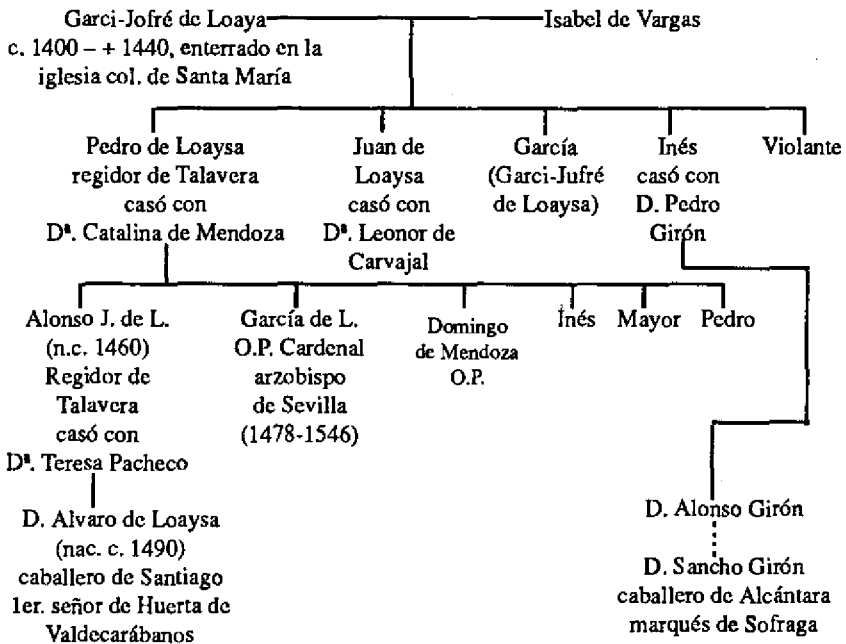 Garci-Jofré de Loaya
Isabel de Vargas
c. 1400 – + 1440, enterrado en la
iglesia col. de Santa María
Pedro de Loaysa
regidor de Talavera
casó con
Dª. Catalina de Mendoza
Juan de
Loaysa
casó con
Dª. Leonor de
Carvajal
García
(Garci-Jufré
de Loaysa)
Inés
casó con
D. Pedro
Girón
Violante
Alonso J. de L.
(n.c. 1460)
Regidor de
Talavera
casó con
Dª. Teresa Pacheco
García de L.
O.P. Cardenal
arzobispo
de Sevilla
(1478-1546)
Domingo
de Mendoza
O.P.
Inés
Mayor
Pedro
D. Alvaro de Loaysa
(nac. c. 1490)
caballero de Santiago
1er. señor de Huerta de
Valdecarábanos
D. Alonso Girón
D. Sancho Girón
caballero de Alcántara
marqués de Sofraga